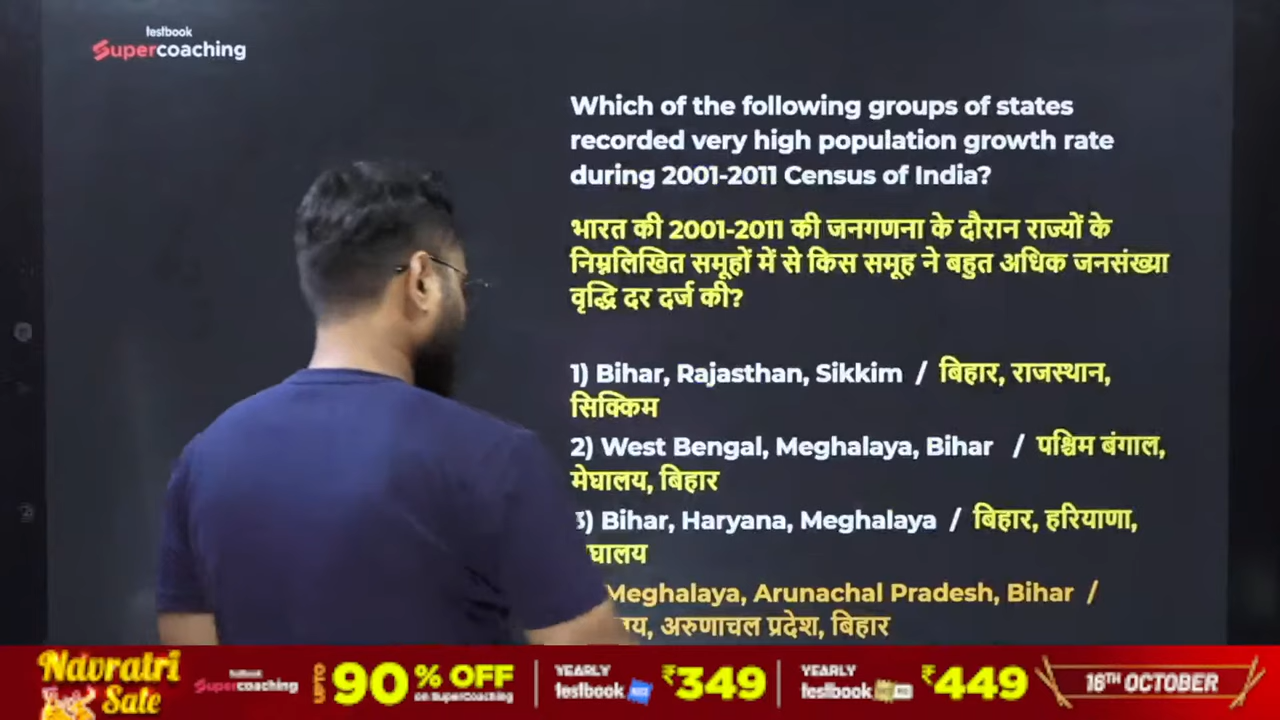 testbook
Supercoaching
Which of the following groups of states
recorded very high population growth rate
during 2001-2011 Census of India?
भारत की 2001-2011 की जनगणना के दौरान राज्यों के
निम्नलिखित समूहों में से किस समूह ने बहुत अधिक जनसंख्या
वृद्धि दर दर्ज की?
1) Bihar, Rajasthan, Sikkim / बिहार, राजस्थान,
सिक्किम
2) West Bengal, Meghalaya, Bihar / पश्चिम बंगाल,
मेघालय, बिहार
3) Bihar, Haryana, Meghalaya / बिहार, हरियाणा,
घालय
Meghalaya, Arunachal Pradesh, Bihar /
लय, अरुणाचल प्रदेश, बिहार
Navratri
Sale
testbook
Supercoaching
UPTO 90% OFF
on SuperCoaching
YEARLY
testbook
₹349
YEARLY
testbook
₹449
16TH OCTOBER